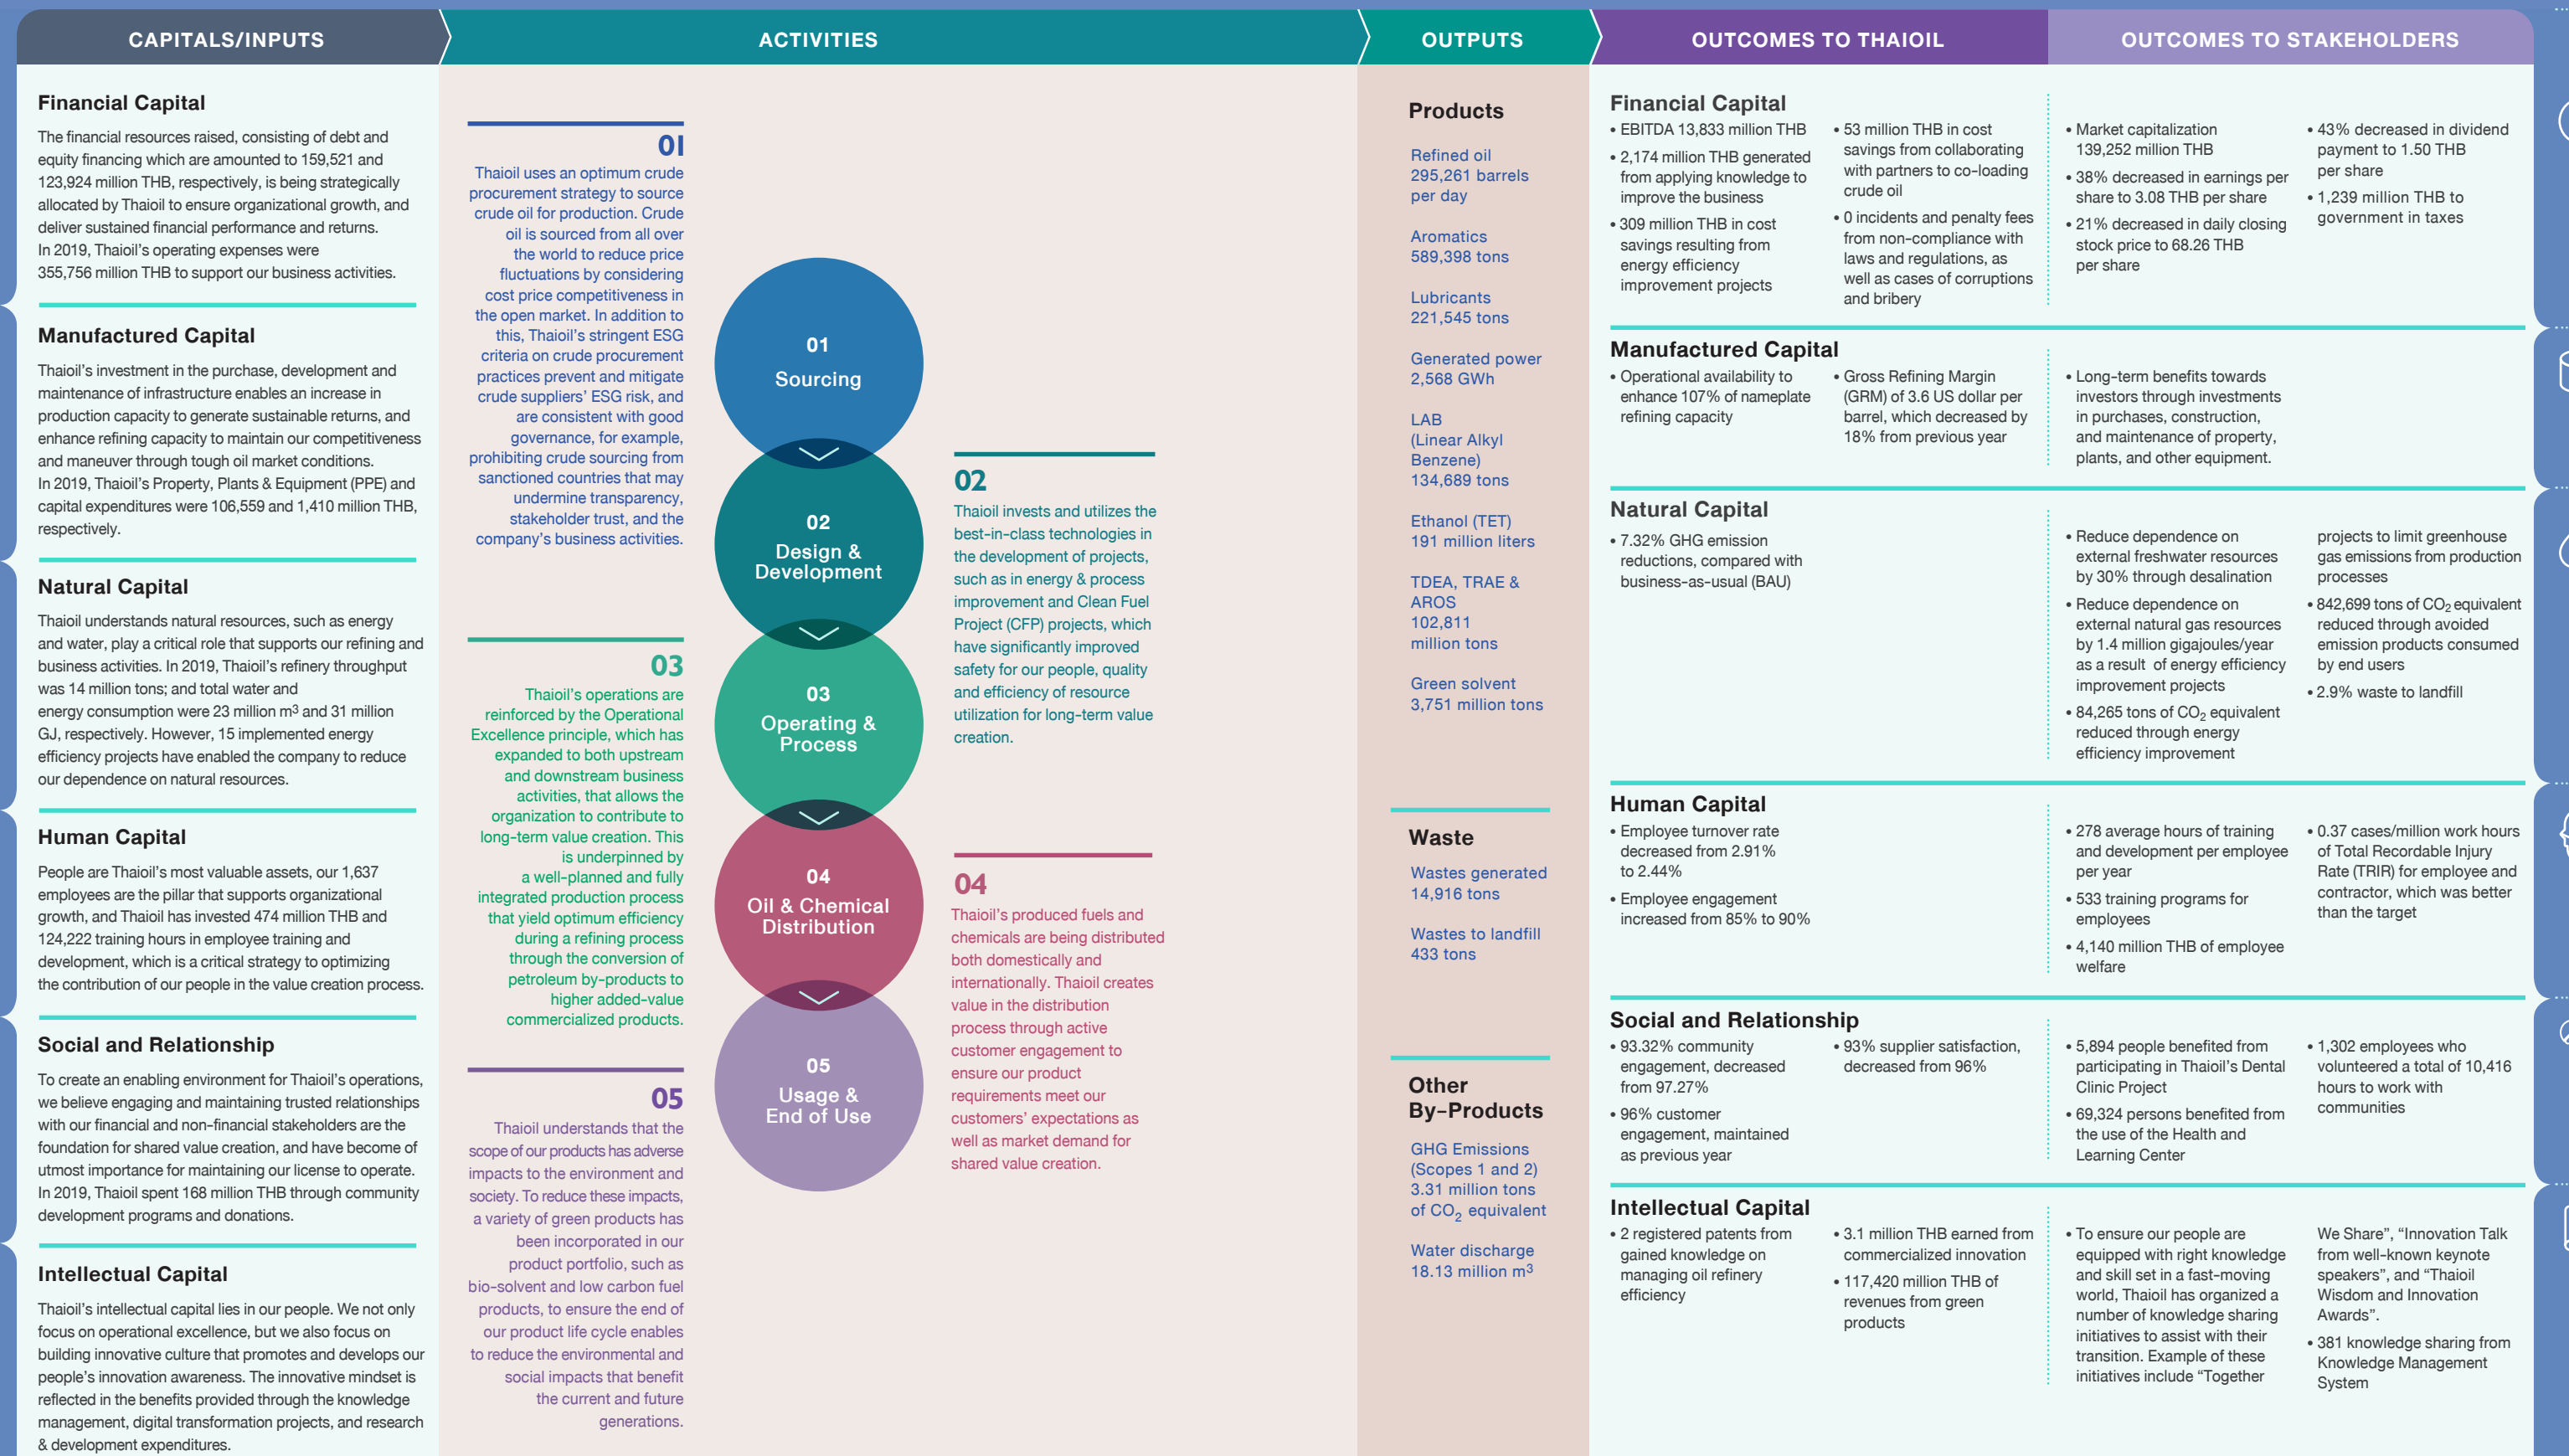 CAPITALS/INPUTS
ACTIVITIES
OUTPUTS
OUTCOMES TO THAIOIL
OUTCOMES TO STAKEHOLDERS
Financial Capital
The financial resources raised, consisting of debt and
equity financing which are amounted to 159,521 and
123,924 million THB, respectively, is being strategically
allocated by Thaioil to ensure organizational growth, and
deliver sustained financial performance and returns.
In 2019, Thaioil's operating expenses were
355,756 million THB to support our business activities.
Manufactured Capital
Thaioil's investment in the purchase, development and
maintenance of infrastructure enables an increase in
production capacity to generate sustainable returns, and
enhance refining capacity to maintain our competitiveness
and maneuver through tough oil market conditions.
In 2019, Thaioil's Property, Plants & Equipment (PPE) and
capital expenditures were 106,559 and 1,410 million THB,
respectively.
Natural Capital
Thaioil understands natural resources, such as energy
and water, play a critical role that supports our refining and
business activities. In 2019, Thaioil's refinery throughput
was 14 million tons; and total water and
energy consumption were 23 million m³ and 31 million
GJ, respectively. However, 15 implemented energy
efficiency projects have enabled the company to reduce
our dependence on natural resources.
Human Capital
People are Thaioil's most valuable assets, our 1,637
employees are the pillar that supports organizational
growth, and Thaioil has invested 474 million THB and
124,222 training hours in employee training and
development, which is a critical strategy to optimizing
the contribution of our people in the value creation process.
Social and Relationship
To create an enabling environment for Thaioil's operations,
we believe engaging and maintaining trusted relationships
with our financial and non-financial stakeholders are the
foundation for shared value creation, and have become of
utmost importance for maintaining our license to operate.
In 2019, Thaioil spent 168 million THB through community
development programs and donations.
Intellectual Capital
Thaioil's intellectual capital lies in our people. We not only
focus on operational excellence, but we also focus on
building innovative culture that promotes and develops our
people's innovation awareness. The innovative mindset is
reflected in the benefits provided through the knowledge
management, digital transformation projects, and research
& development expenditures.
01
Thaioil uses an optimum crude
procurement strategy to source
crude oil for production. Crude
oil is sourced from all over
the world to reduce price
fluctuations by considering
cost price competitiveness in
the open market. In addition to
this, Thaioil's stringent ESG
criteria on crude procurement
practices prevent and mitigate
crude suppliers' ESG risk, and
are consistent with good
governance, for example,
prohibiting crude sourcing from
sanctioned countries that may
undermine transparency,
stakeholder trust, and the
company's business activities.
03
Thaioil's operations are
reinforced by the Operational
Excellence principle, which has
expanded to both upstream
and downstream business
activities, that allows the
organization to contribute to
long-term value creation. This
is underpinned by
a well-planned and fully
integrated production process
that yield optimum efficiency
during a refining process
through the conversion of
petroleum by-products to
higher added-value
commercialized products.
05
Thaioil understands that the
scope of our products has adverse
impacts to the environment and
society. To reduce these impacts,
a variety of green products has
been incorporated in our
product portfolio, such as
bio-solvent and low carbon fuel
products, to ensure the end of
our product life cycle enables
to reduce the environmental and
social impacts that benefit
the current and future
generations.
01
Sourcing
02
Design &
Development
03
Operating &
Process
04
Oil & Chemical
Distribution
05
Usage &
End of Use
02
Thaioil invests and utilizes the
best-in-class technologies in
the development of projects,
such as in energy & process
improvement and Clean Fuel
Project (CFP) projects, which
have significantly improved
safety for our people, quality
and efficiency of resource
utilization for long-term value
creation.
04
Thaioil's produced fuels and
chemicals are being distributed
both domestically and
internationally. Thaioil creates
value in the distribution
process through active
customer engagement to
ensure our product
requirements meet our
customers' expectations as
well as market demand for
shared value creation.
Products
Refined oil
295,261 barrels
per day
Aromatics
589,398 tons
Lubricants
221,545 tons
Generated power
2,568 GWh
LAB
(Linear Alkyl
Benzene)
134,689 tons
Ethanol (TET)
191 million liters
TDEA, TRAE &
AROS
102,811
million tons
Green solvent
3,751 million tons
Waste
Wastes generated
14,916 tons
Wastes to landfill
433 tons
Other
By-Products
GHG Emissions
(Scopes 1 and 2)
3.31 million tons
of CO₂ equivalent
Water discharge
18.13 million m³
Financial Capital
• EBITDA 13,833 million THB
• 2,174 million THB generated
from applying knowledge to
improve the business
• 309 million THB in cost
savings resulting from
energy efficiency
improvement projects
• 53 million THB in cost
savings from collaborating
with partners to co-loading
crude oil
• 0 incidents and penalty fees
from non-compliance with
laws and regulations, as
well as cases of corruptions
and bribery
• Market capitalization
139,252 million THB
• 38% decreased in earnings per
share to 3.08 THB per share
• 21% decreased in daily closing
stock price to 68.26 THB
per share
• 43% decreased in dividend
payment to 1.50 THB
per share
• 1,239 million THB to
government in taxes
Manufactured Capital
• Operational availability to
enhance 107% of nameplate
refining capacity
• Gross Refining Margin
(GRM) of 3.6 US dollar per
barrel, which decreased by
18% from previous year
• Long-term benefits towards
investors through investments
in purchases, construction,
and maintenance of property,
plants, and other equipment.
Natural Capital
• 7.32% GHG emission
reductions, compared with
business-as-usual (BAU)
• Reduce dependence on
external freshwater resources
by 30% through desalination
• Reduce dependence on
external natural gas resources
by 1.4 million gigajoules/year
as a result of energy efficiency
improvement projects
• 84,265 tons of CO₂ equivalent
reduced through energy
efficiency improvement
projects to limit greenhouse
gas emissions from production
processes
• 842,699 tons of CO₂ equivalent
reduced through avoided
emission products consumed
by end users
• 2.9% waste to landfill
Human Capital
• Employee turnover rate
decreased from 2.91%
to 2.44%
• Employee engagement
increased from 85% to 90%
• 278 average hours of training
and development per employee
per year
• 533 training programs for
employees
• 4,140 million THB of employee
welfare
• 0.37 cases/million work hours
of Total Recordable Injury
Rate (TRIR) for employee and
contractor, which was better
than the target
Social and Relationship
• 93.32% community
engagement, decreased
from 97.27%
• 96% customer
engagement, maintained
as previous year
• 93% supplier satisfaction,
decreased from 96%
• 5,894 people benefited from
participating in Thaioil's Dental
Clinic Project
• 69,324 persons benefited from
the use of the Health and
Learning Center
• 1,302 employees who
volunteered a total of 10,416
hours to work with
communities
Intellectual Capital
• 2 registered patents from
gained knowledge on
managing oil refinery
efficiency
• 3.1 million THB earned from
commercialized innovation
• 117,420 million THB of
revenues from green
products
• To ensure our people are
equipped with right knowledge
and skill set in a fast-moving
world, Thaioil has organized a
number of knowledge sharing
initiatives to assist with their
transition. Example of these
initiatives include “Together
We Share”, “Innovation Talk
from well-known keynote
speakers”, and “Thaioil
Wisdom and Innovation
Awards”.
• 381 knowledge sharing from
Knowledge Management
System